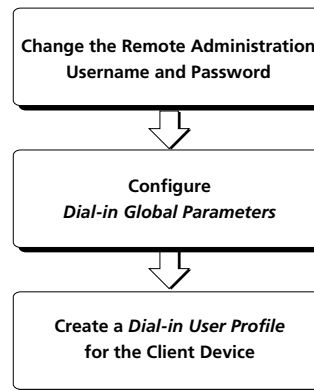 Change the Remote Administration
Username and Password
Configure
Dial-in Global Parameters
Create a Dial-in User Profile
for the Client Device